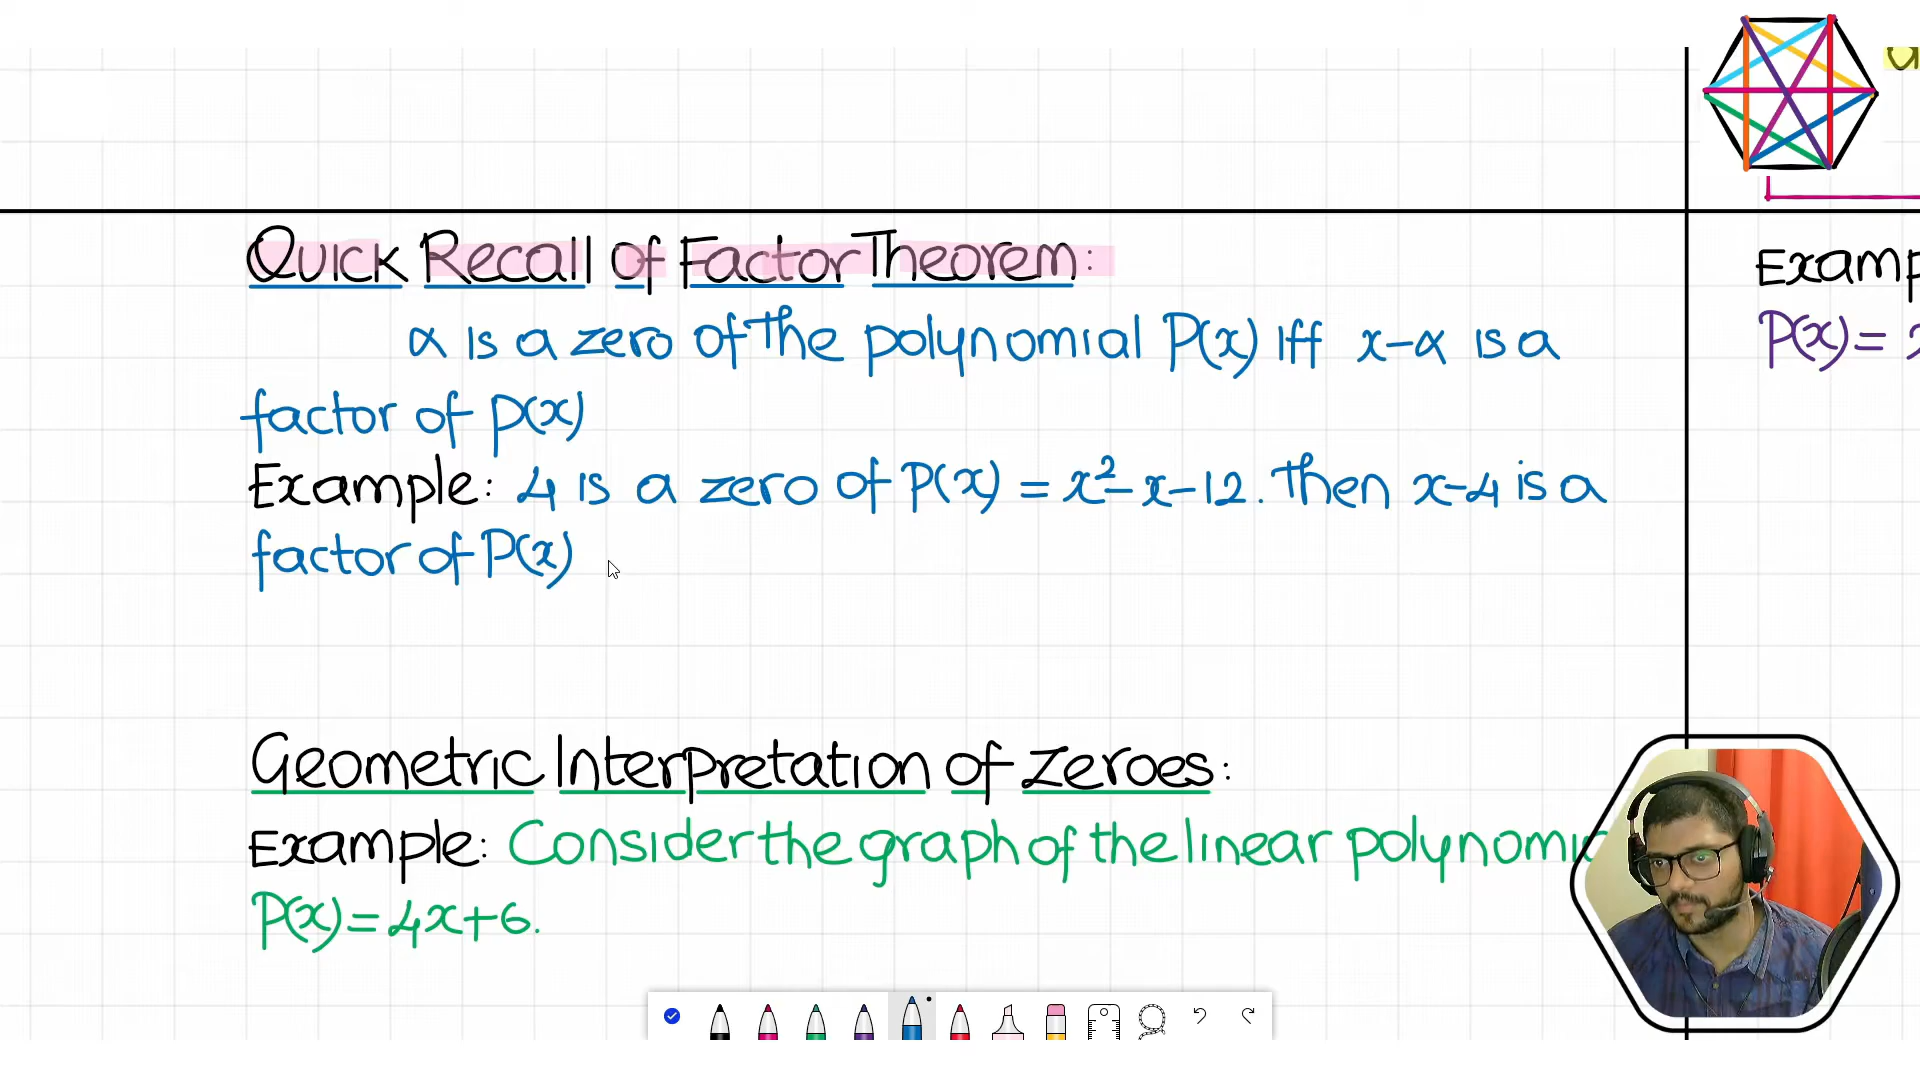 Quick Recall of Factor Theorem:
α is a zero of the polynomial P(x) iff x-α is a
factor of P(x)
Example: 4 is a zero of P(x) = x²-x-12. Then x-4 is a
factor of P(x)
Geometric Interpretation of Zeroes:
Example: Consider the graph of the linear polynomi
P(x)=4x+6.
Examp
P(x)=